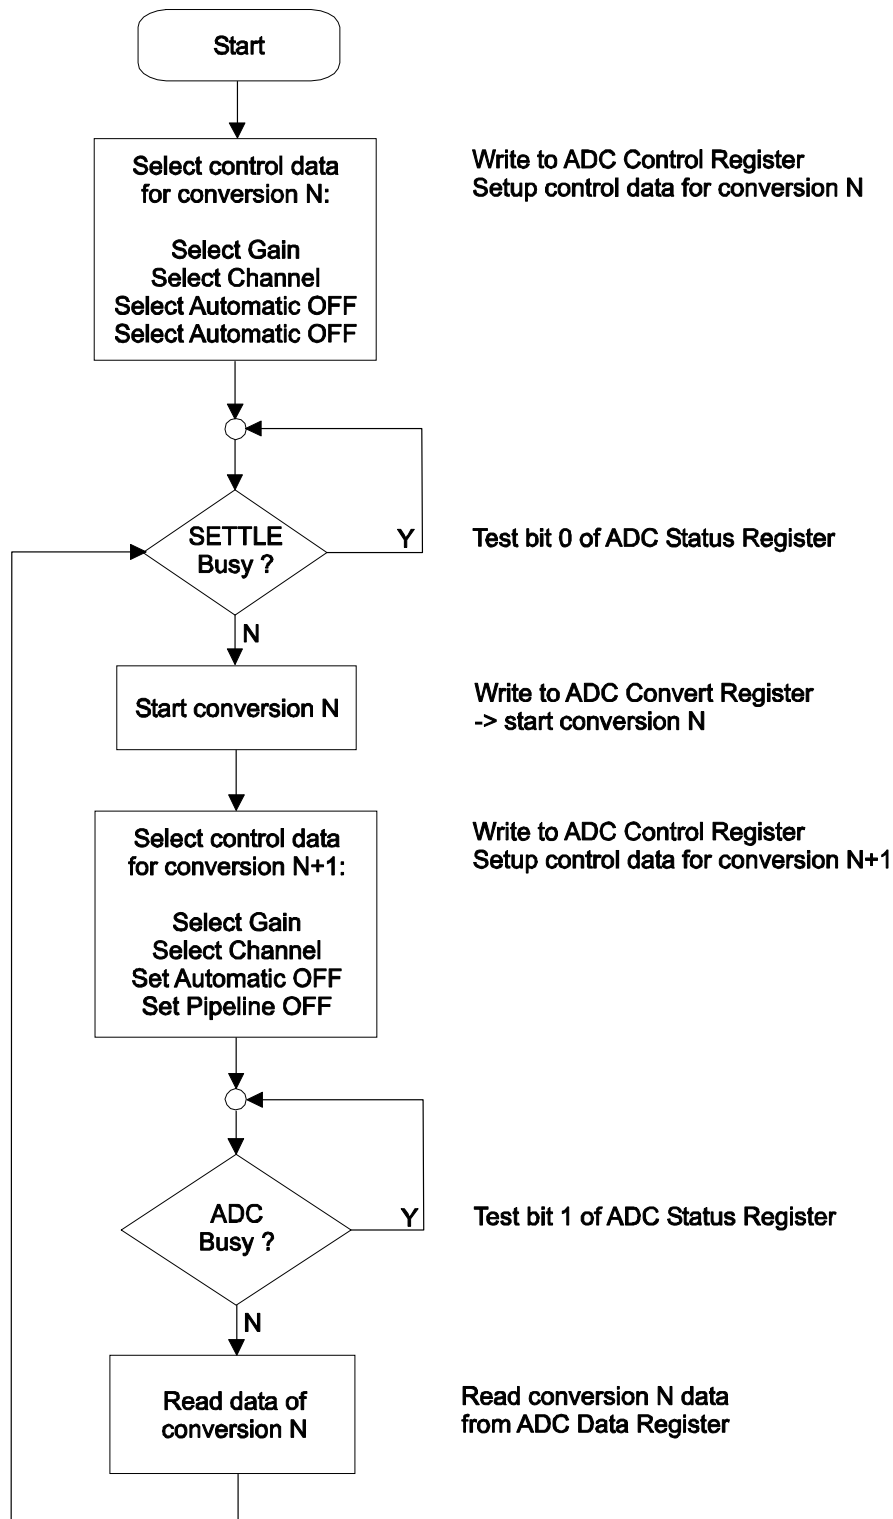 Start
Select control data
for conversion N:
Select Gain
Select Channel
Select Automatic OFF
Select Automatic OFF
Write to ADC Control Register
Setup control data for conversion N
SETTLE
Busy ?
Y
Test bit 0 of ADC Status Register
N
Start conversion N
Write to ADC Convert Register
-> start conversion N
Select control data
for conversion N+1:
Select Gain
Select Channel
Set Automatic OFF
Set Pipeline OFF
Write to ADC Control Register
Setup control data for conversion N+1
ADC
Busy ?
Y
Test bit 1 of ADC Status Register
N
Read data of
conversion N
Read conversion N data
from ADC Data Register